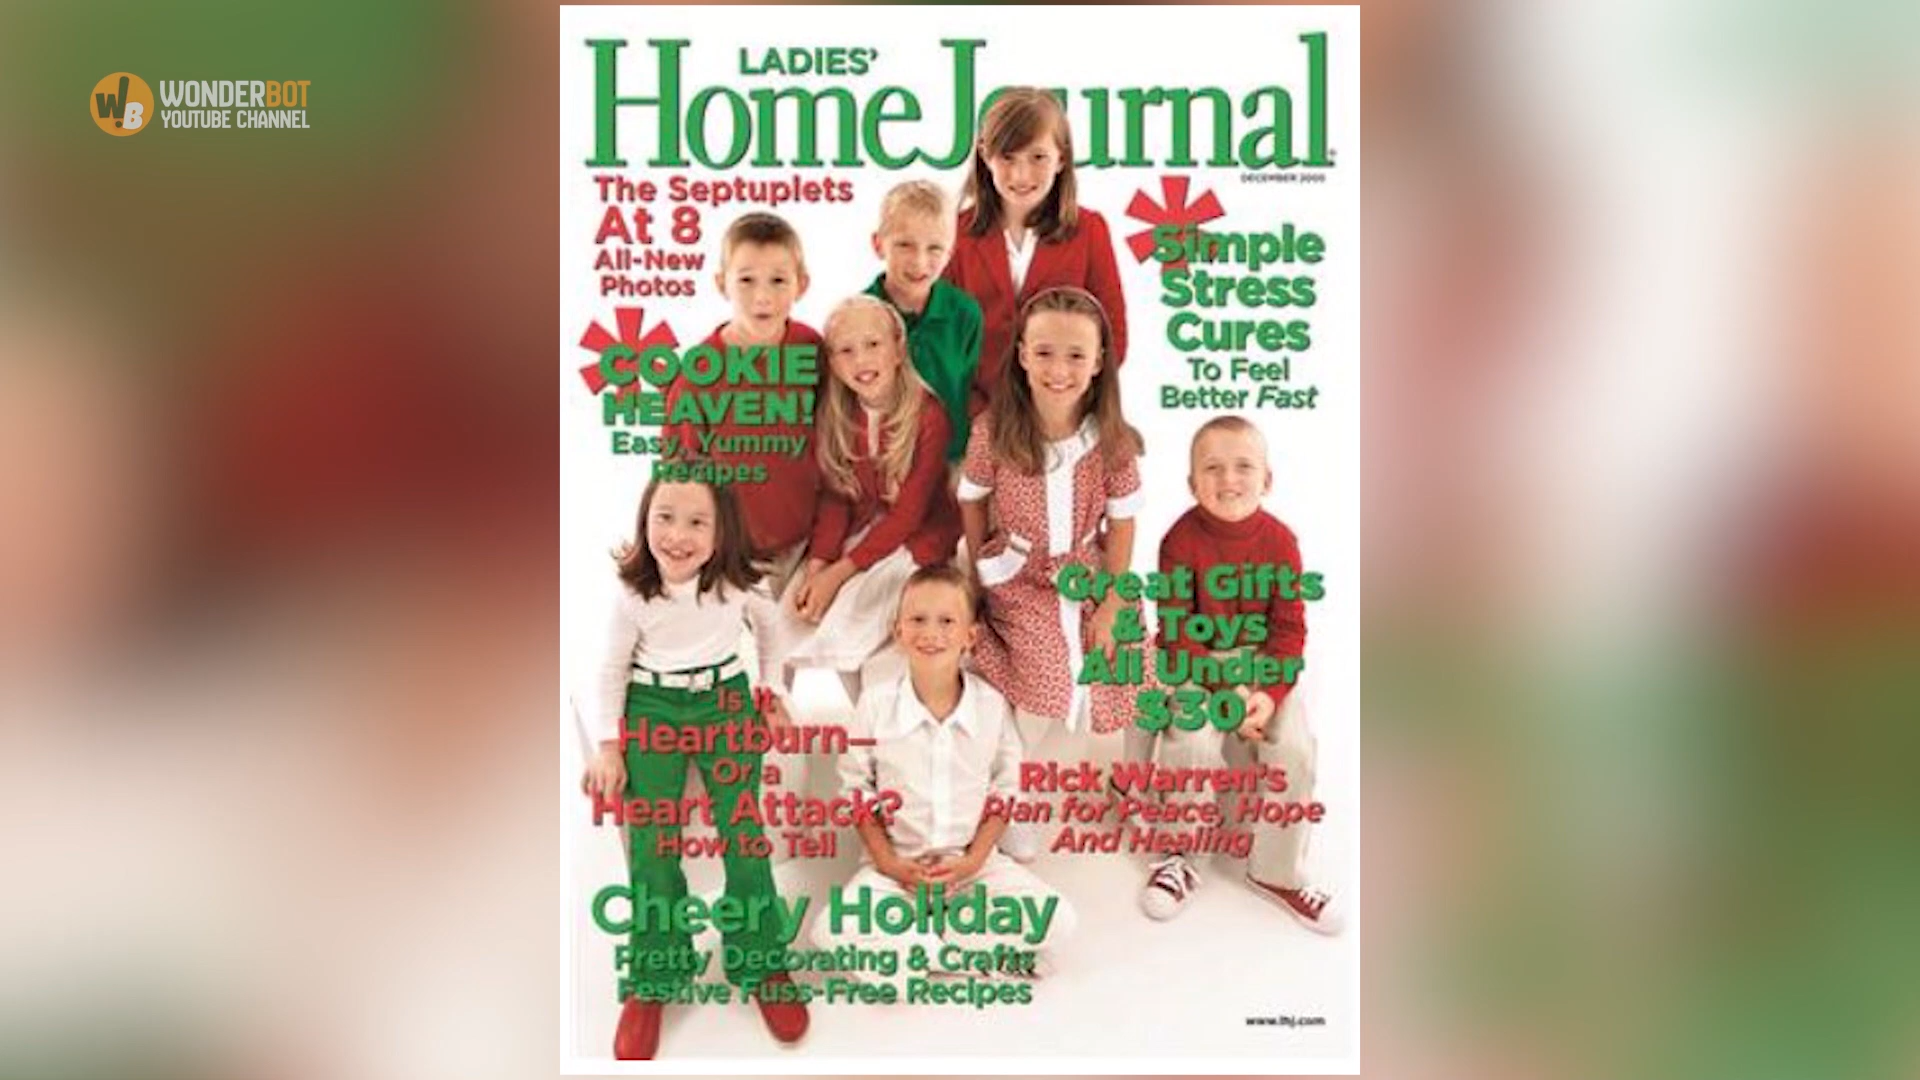 WONDERBOT
YOUTUBE CHANNEL
LADIES'
Home Journal
DECEMBER 2005
The Septuplets
At 8
All-New
Photos
Simple
Stress
Cures
To Feel
Better Fast
COOKIE
HEAVEN!
Easy, Yummy
Recipes
Great Gifts
& Toys
All Under
$30
Is It
Heartburn—
Or a
Heart Attack?
How to Tell
Rick Warren's
Plan for Peace, Hope
And Healing
Cheery Holiday
Pretty Decorating & Crafts
Festive Fuss-Free Recipes
www.lhj.com